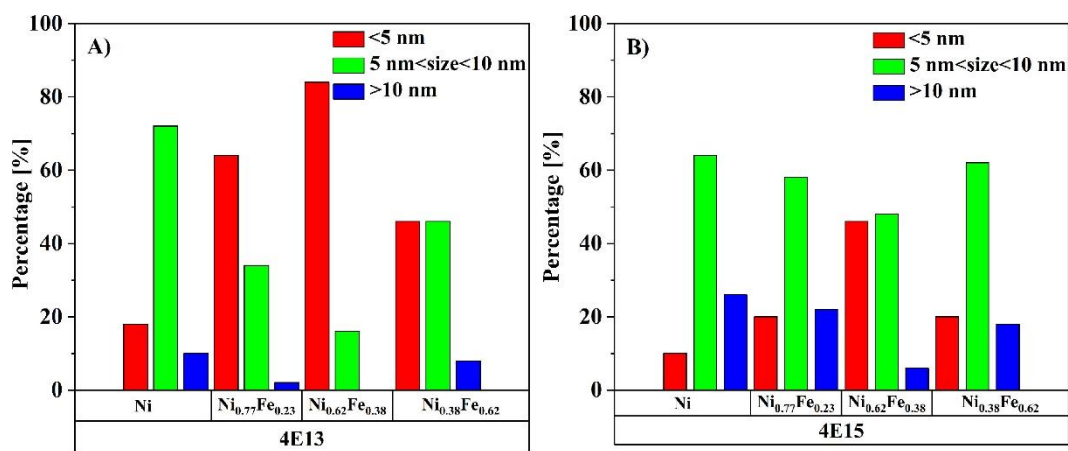 A)
<5 nm
5 nm<size<10 nm
>10 nm
Percentage [%]
100
80
60
40
20
0
Ni
Ni0.77Fe0.23
Ni0.62Fe0.38
Ni0.38Fe0.62
4E13
B)
<5 nm
5 nm<size<10 nm
>10 nm
Percentage [%]
100
80
60
40
20
0
Ni
Ni0.77Fe0.23
Ni0.62Fe0.38
Ni0.38Fe0.62
4E15